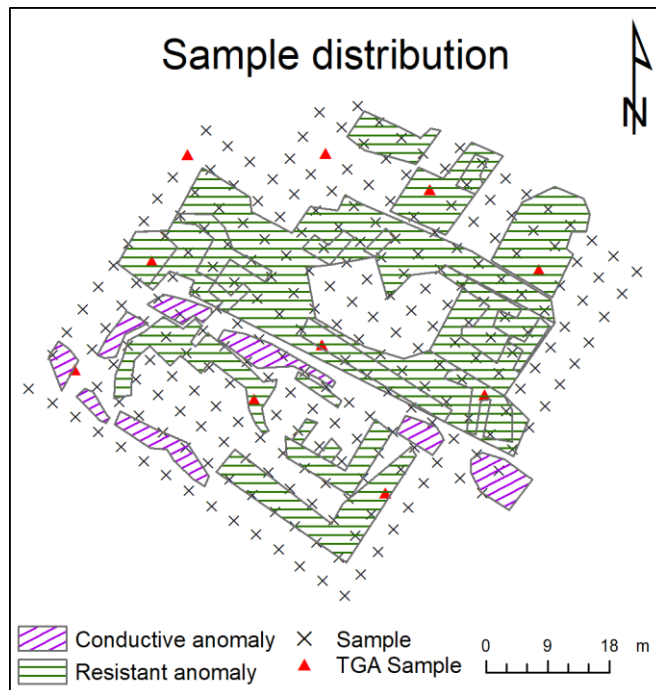 Sample distribution
N
Conductive anomaly
Sample
Resistant anomaly
TGA Sample
0 9 18 m